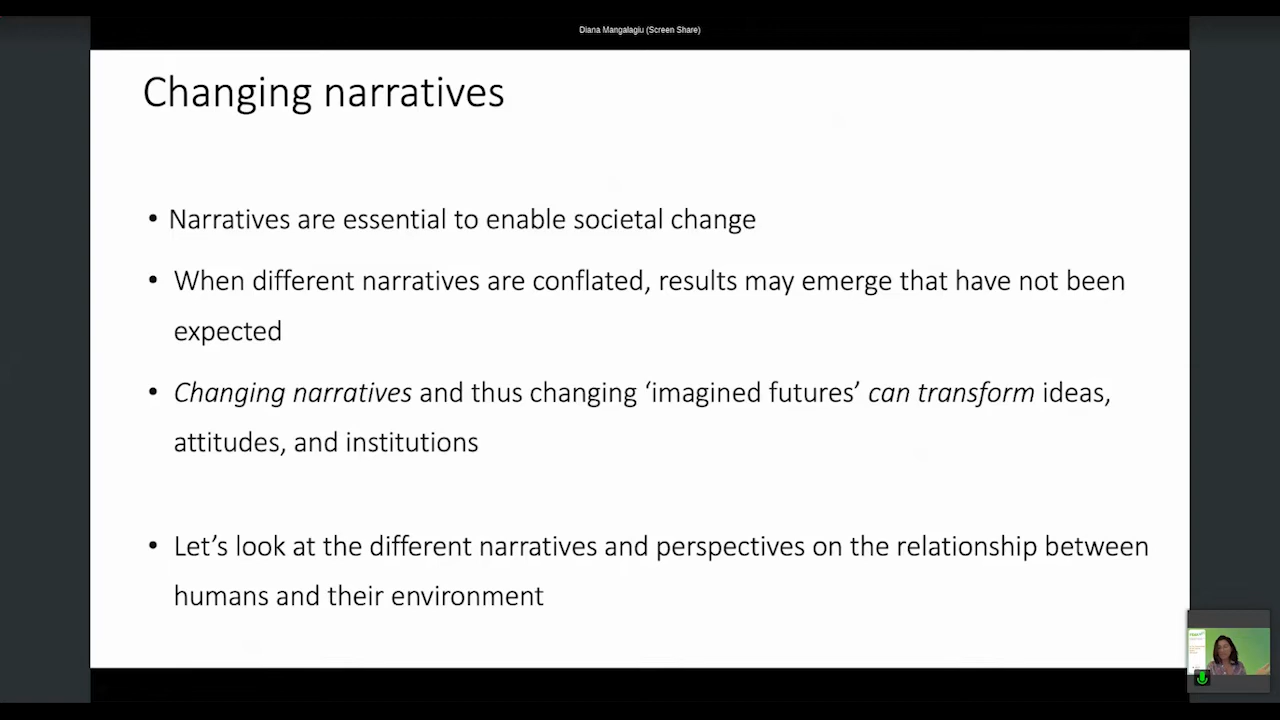 Diana Mangalagiu (Screen Share)
Changing narratives
• Narratives are essential to enable societal change
• When different narratives are conflated, results may emerge that have not been
expected
• Changing narratives and thus changing ‘imagined futures’ can transform ideas,
attitudes, and institutions
• Let’s look at the different narratives and perspectives on the relationship between
humans and their environment